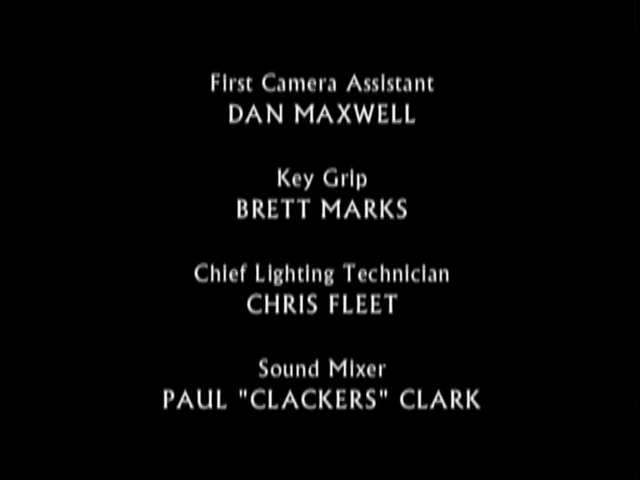 First Camera Assistant
DAN MAXWELL
Key Grip
BRETT MARKS
Chief Lighting Technician
CHRIS FLEET
Sound Mixer
PAUL "CLACKERS" CLARK